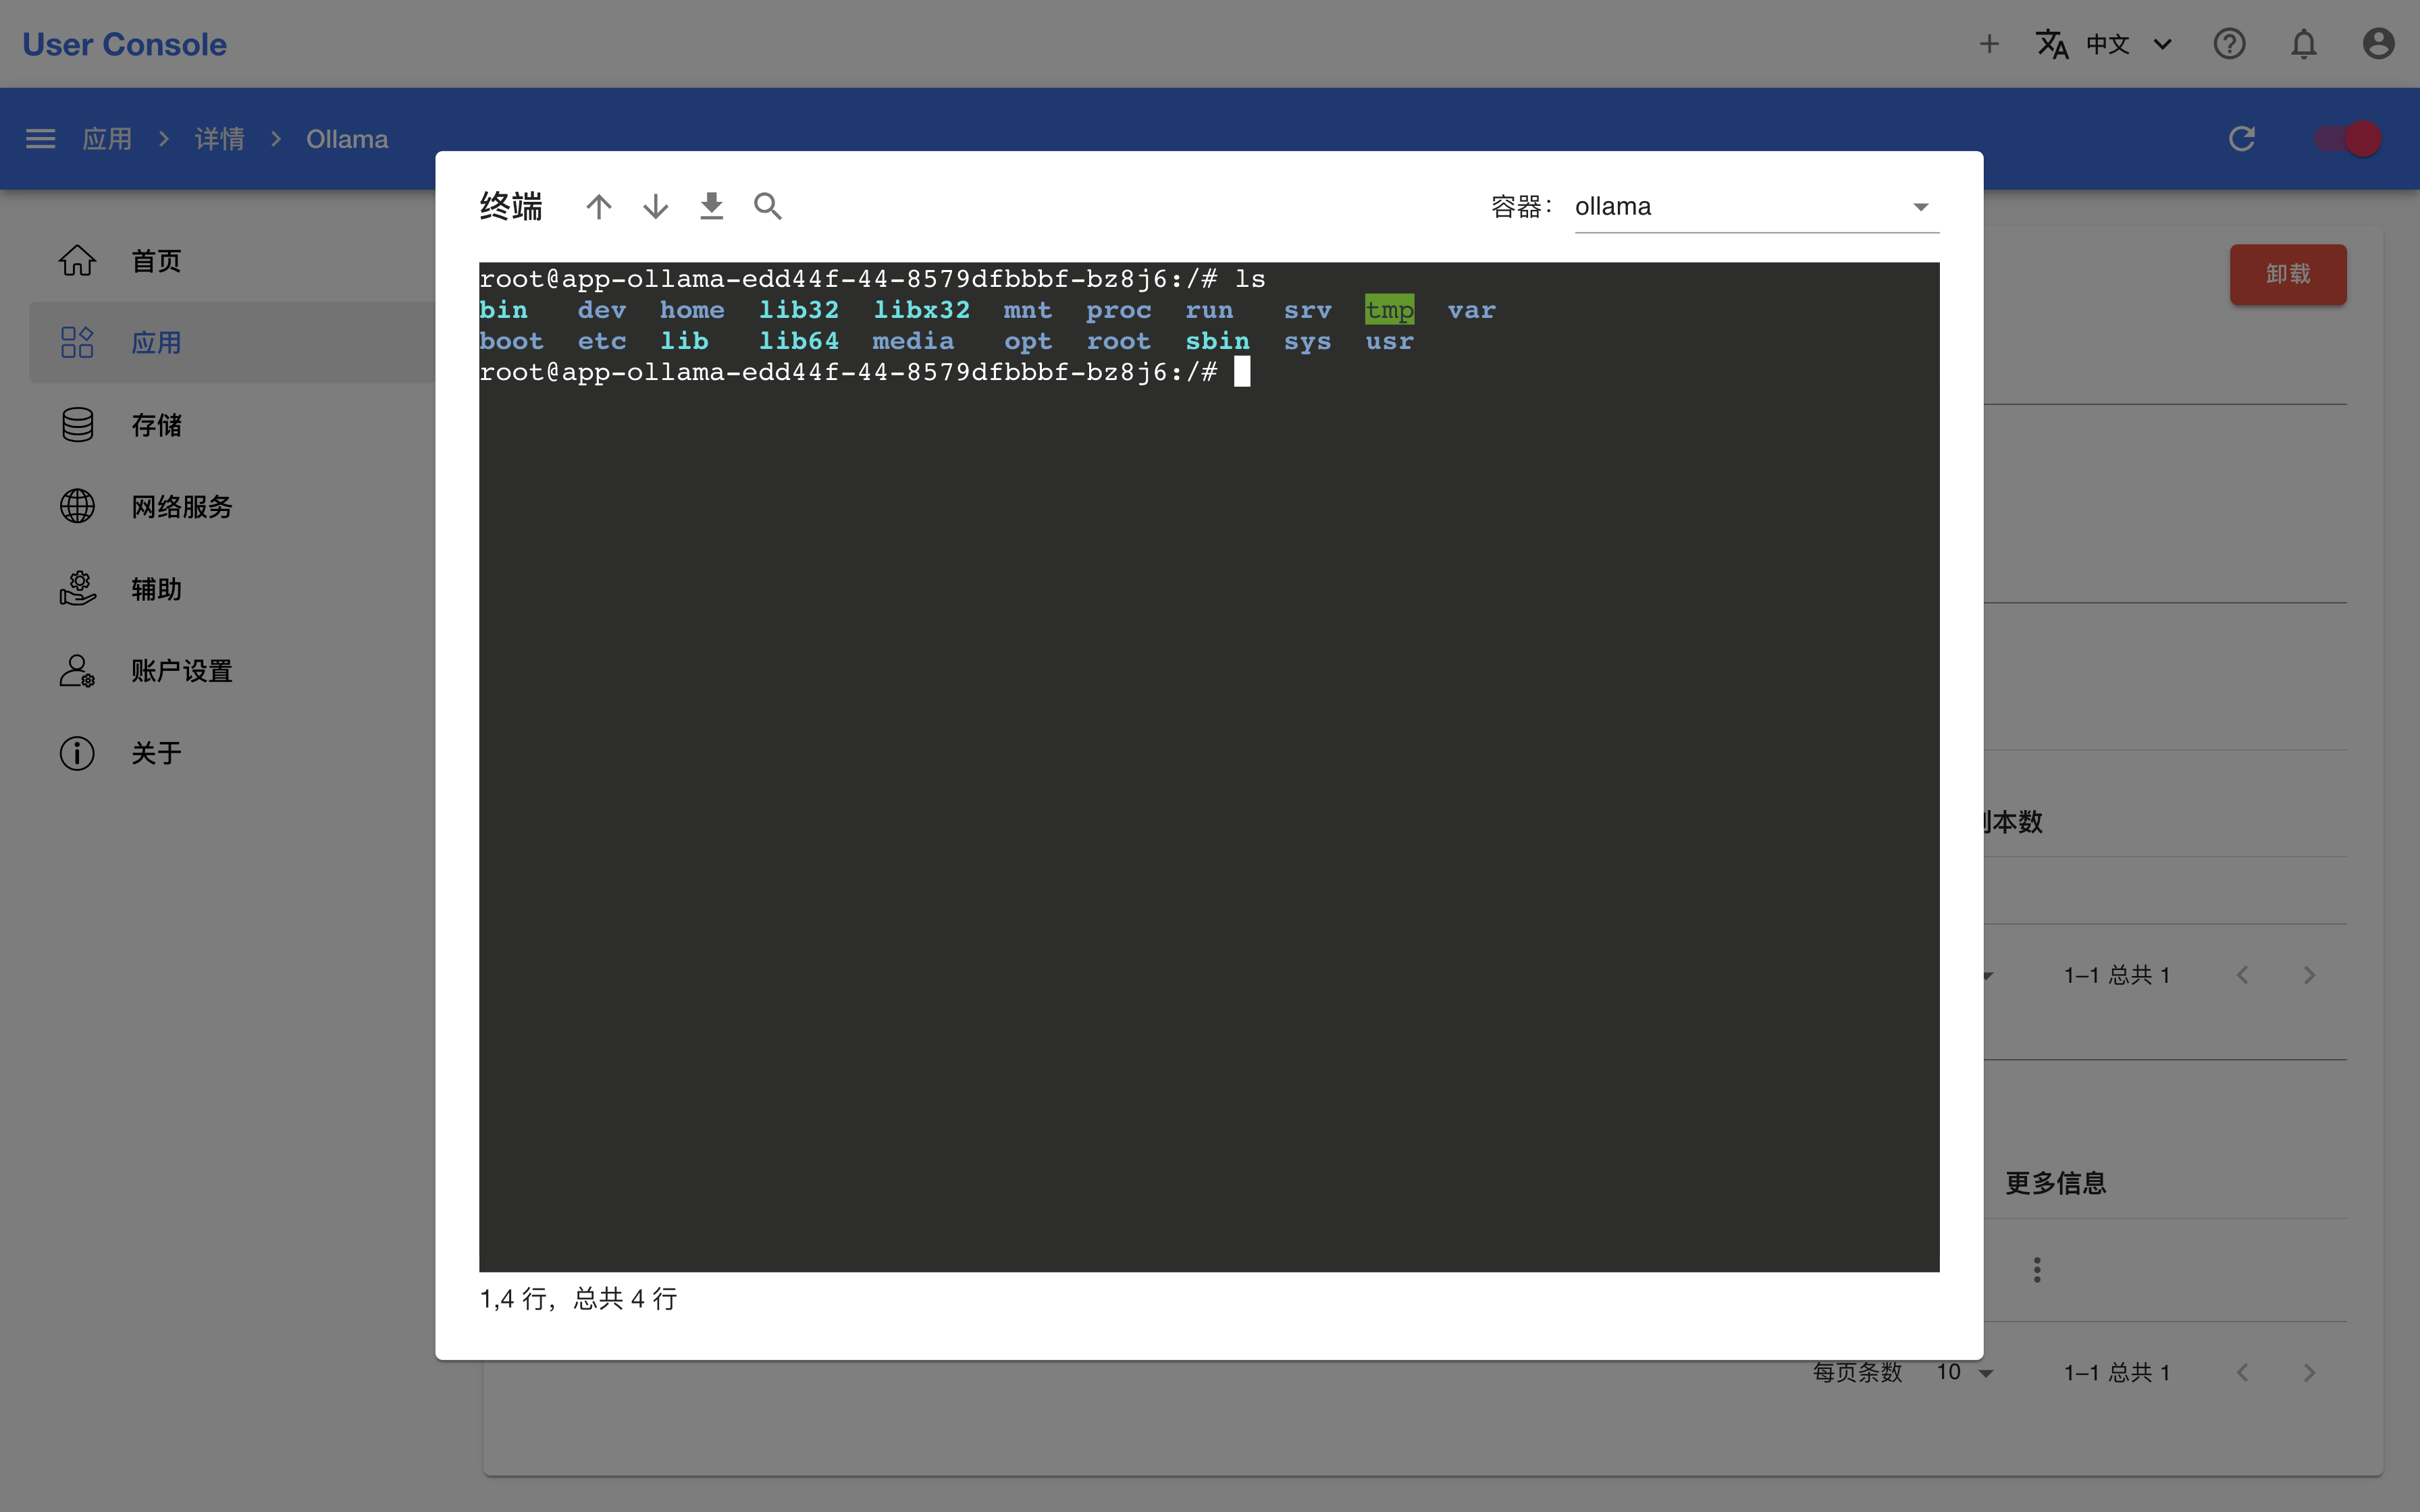 User Console
中文
应用 > 详情 > Ollama
首页
应用
存储
网络服务
辅助
账户设置
关于
终端
容器: ollama
root@app-ollama-edd44f-44-8579dfbbbf-bz8j6:/# ls
bin dev home lib32 libx32 mnt proc run srv tmp var
boot etc lib lib64 media opt root sbin sys usr
root@app-ollama-edd44f-44-8579dfbbbf-bz8j6:/#
1,4 行，总共 4 行
卸载
本数
1–1 总共 1
更多信息
每页条数 10 1–1 总共 1